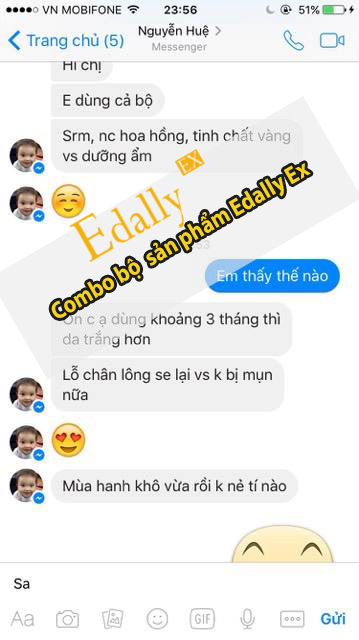 VN MOBIFONE 23:56 51%
Trang chủ (5) Nguyễn Huệ >
Messenger
Hi chị
E dùng cả bộ
Srm, nc hoa hồng, tinh chất vàng
vs dưỡng ẩm
Edally EX
Combo bộ sản phẩm Edally Ex
Em thấy thế nào
c ạ dùng khoảng 3 tháng thì
da trắng hơn
Lỗ chân lông se lại vs k bị mụn
nữa
Mùa hanh khô vừa rồi k nẻ tí nào
Sa
Aa GIF Gửi